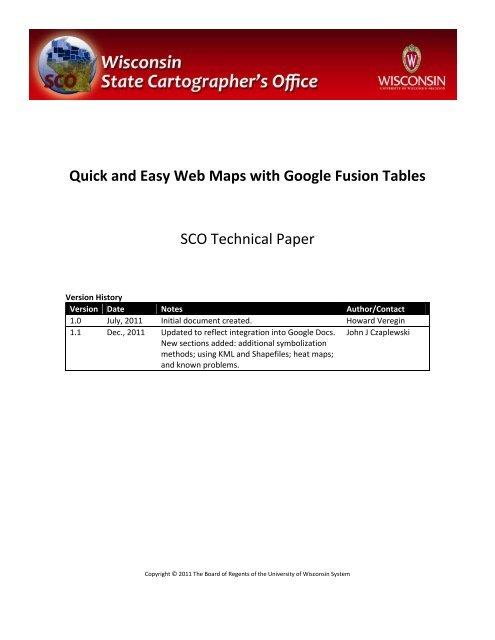 SCO
Wisconsin
State Cartographer's Office
W
WISCONSIN
UNIVERSITY OF WISCONSIN-MADISON
Quick and Easy Web Maps with Google Fusion Tables
SCO Technical Paper
Version History
Version Date Notes Author/Contact
1.0 July, 2011 Initial document created. Howard Veregin
1.1 Dec., 2011 Updated to reflect integration into Google Docs. John J Czaplewski
New sections added: additional symbolization
methods; using KML and Shapefiles; heat maps;
and known problems.
Copyright © 2011 The Board of Regents of the University of Wisconsin System